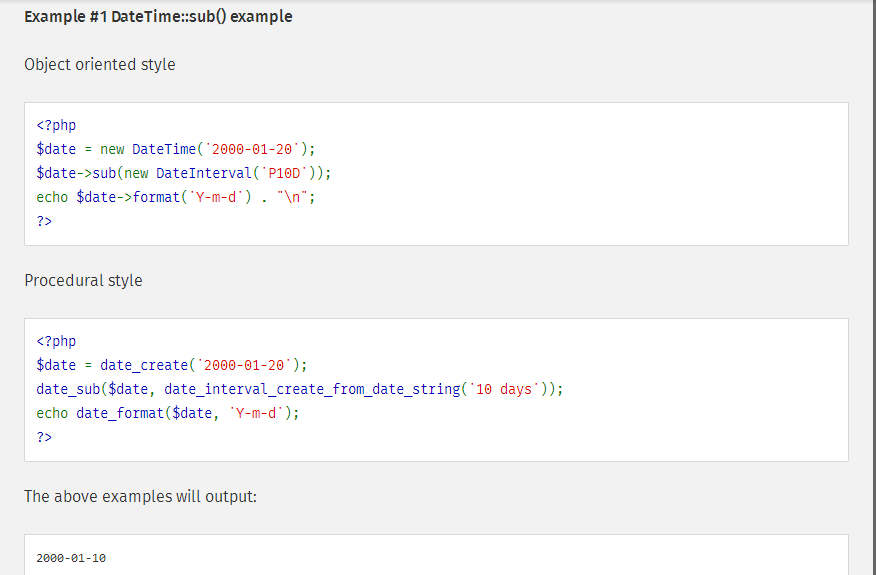 Example #1 DateTime::sub() example
Object oriented style
<?php
$date = new DateTime('2000-01-20');
$date->sub(new DateInterval('P10D'));
echo $date->format('Y-m-d') . "\n";
?>
Procedural style
<?php
$date = date_create('2000-01-20');
date_sub($date, date_interval_create_from_date_string('10 days'));
echo date_format($date, 'Y-m-d');
?>
The above examples will output:
2000-01-10